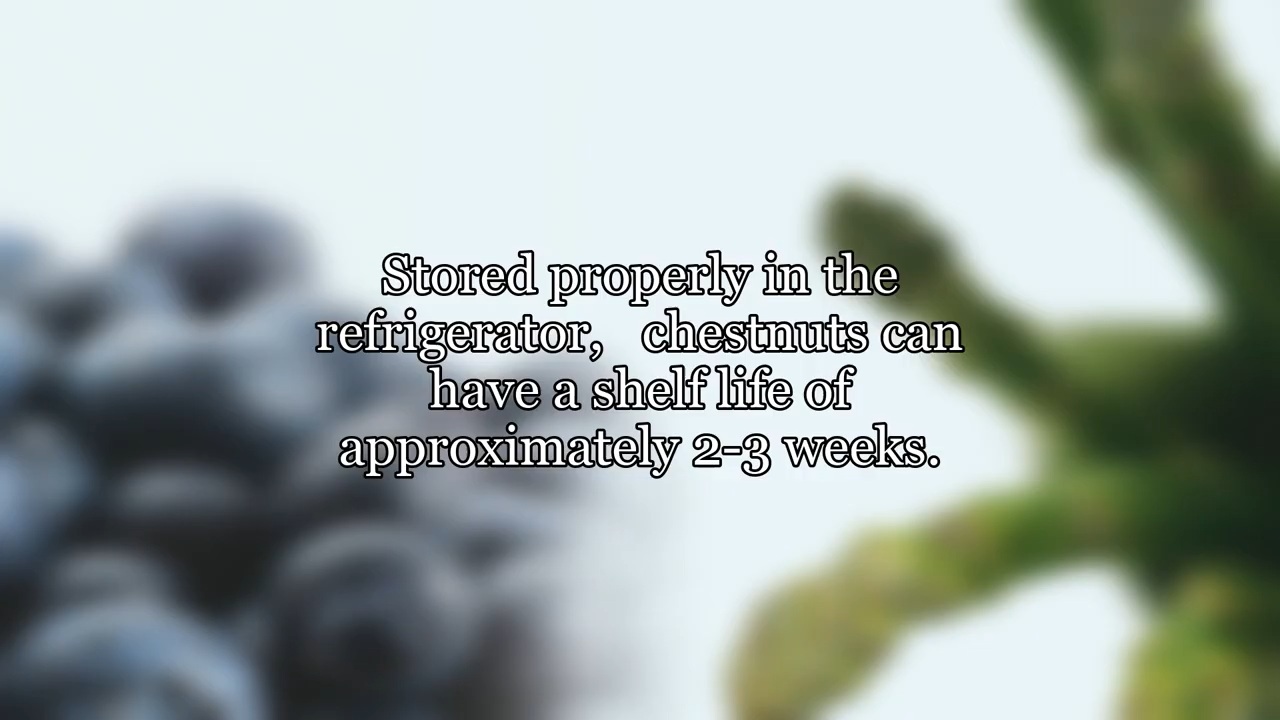 Stored properly in the
refrigerator,   chestnuts can
have a shelf life of
approximately 2-3 weeks.